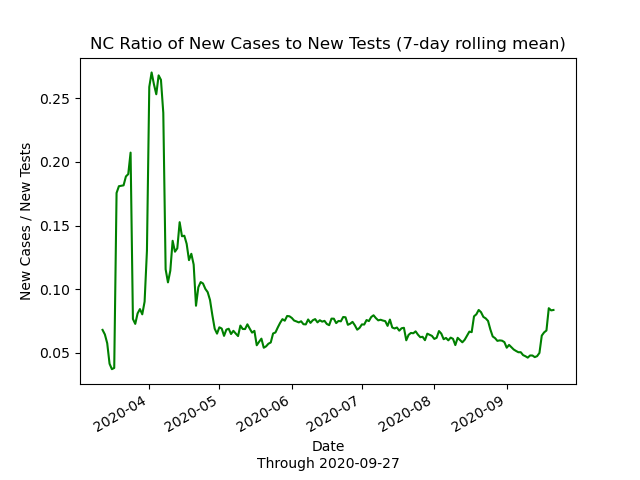 NC Ratio of New Cases to New Tests (7-day rolling mean)
New Cases / New Tests
0.25
0.20
0.15
0.10
0.05
2020-04
2020-05
2020-06
2020-07
2020-08
2020-09
Date
Through 2020-09-27